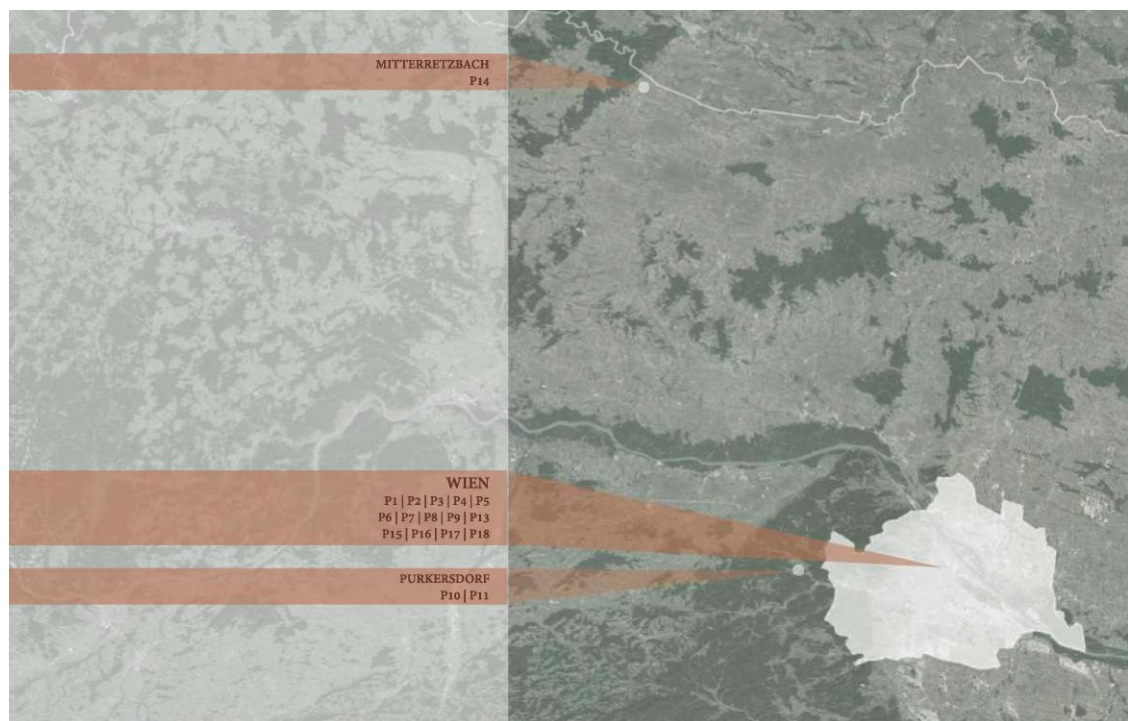 MITTERRETZBACH
P14
WIEN
P1 | P2 | P3 | P4 | P5
P6 | P7 | P8 | P9 | P13
P15 | P16 | P17 | P18
PURKERSDORF
P10 | P11